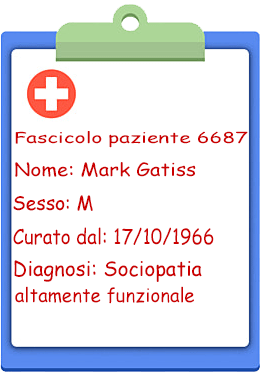 Fascicolo paziente 6687
Nome: Mark Gatiss
Sesso: M
Curato dal: 17/10/1966
Diagnosi: Sociopatia
altamente funzionale